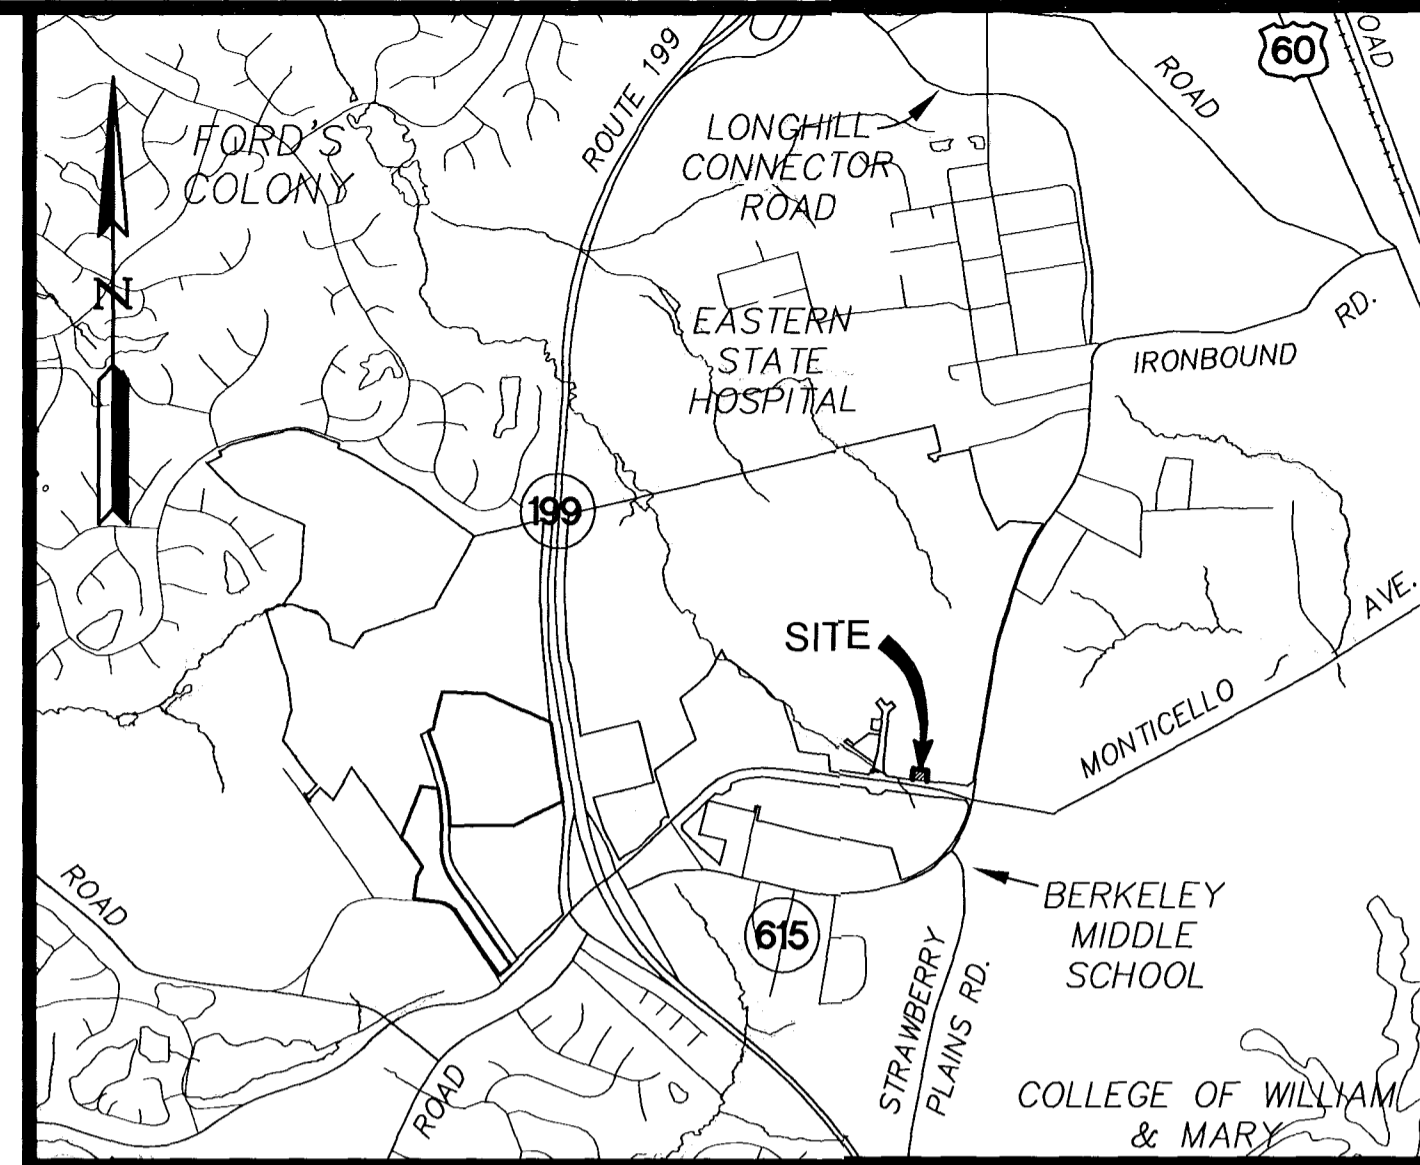 60
OAD
ROAD
ROUTE 199
FORD'S
COLONY
LONGHILL
CONNECTOR
ROAD
N
EASTERN
STATE
HOSPITAL
RD.
IRONBOUND
199
AVE.
SITE
MONTICELLO
ROAD
BERKELEY
MIDDLE
SCHOOL
615
STRAWBERRY
PLAINS RD.
ROAD
COLLEGE OF WILLIAM
& MARY